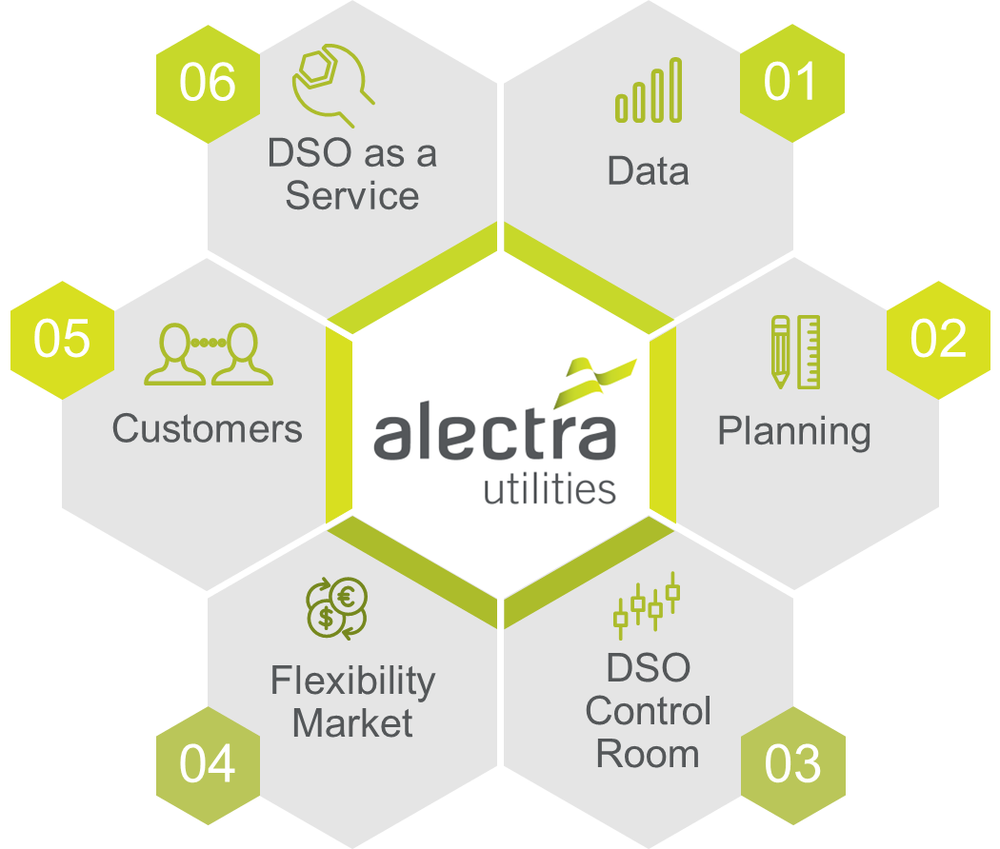 01
Data
02
Planning
03
DSO
Control
Room
04
Flexibility
Market
05
Customers
06
DSO as a
Service
alectra
utilities
€
$